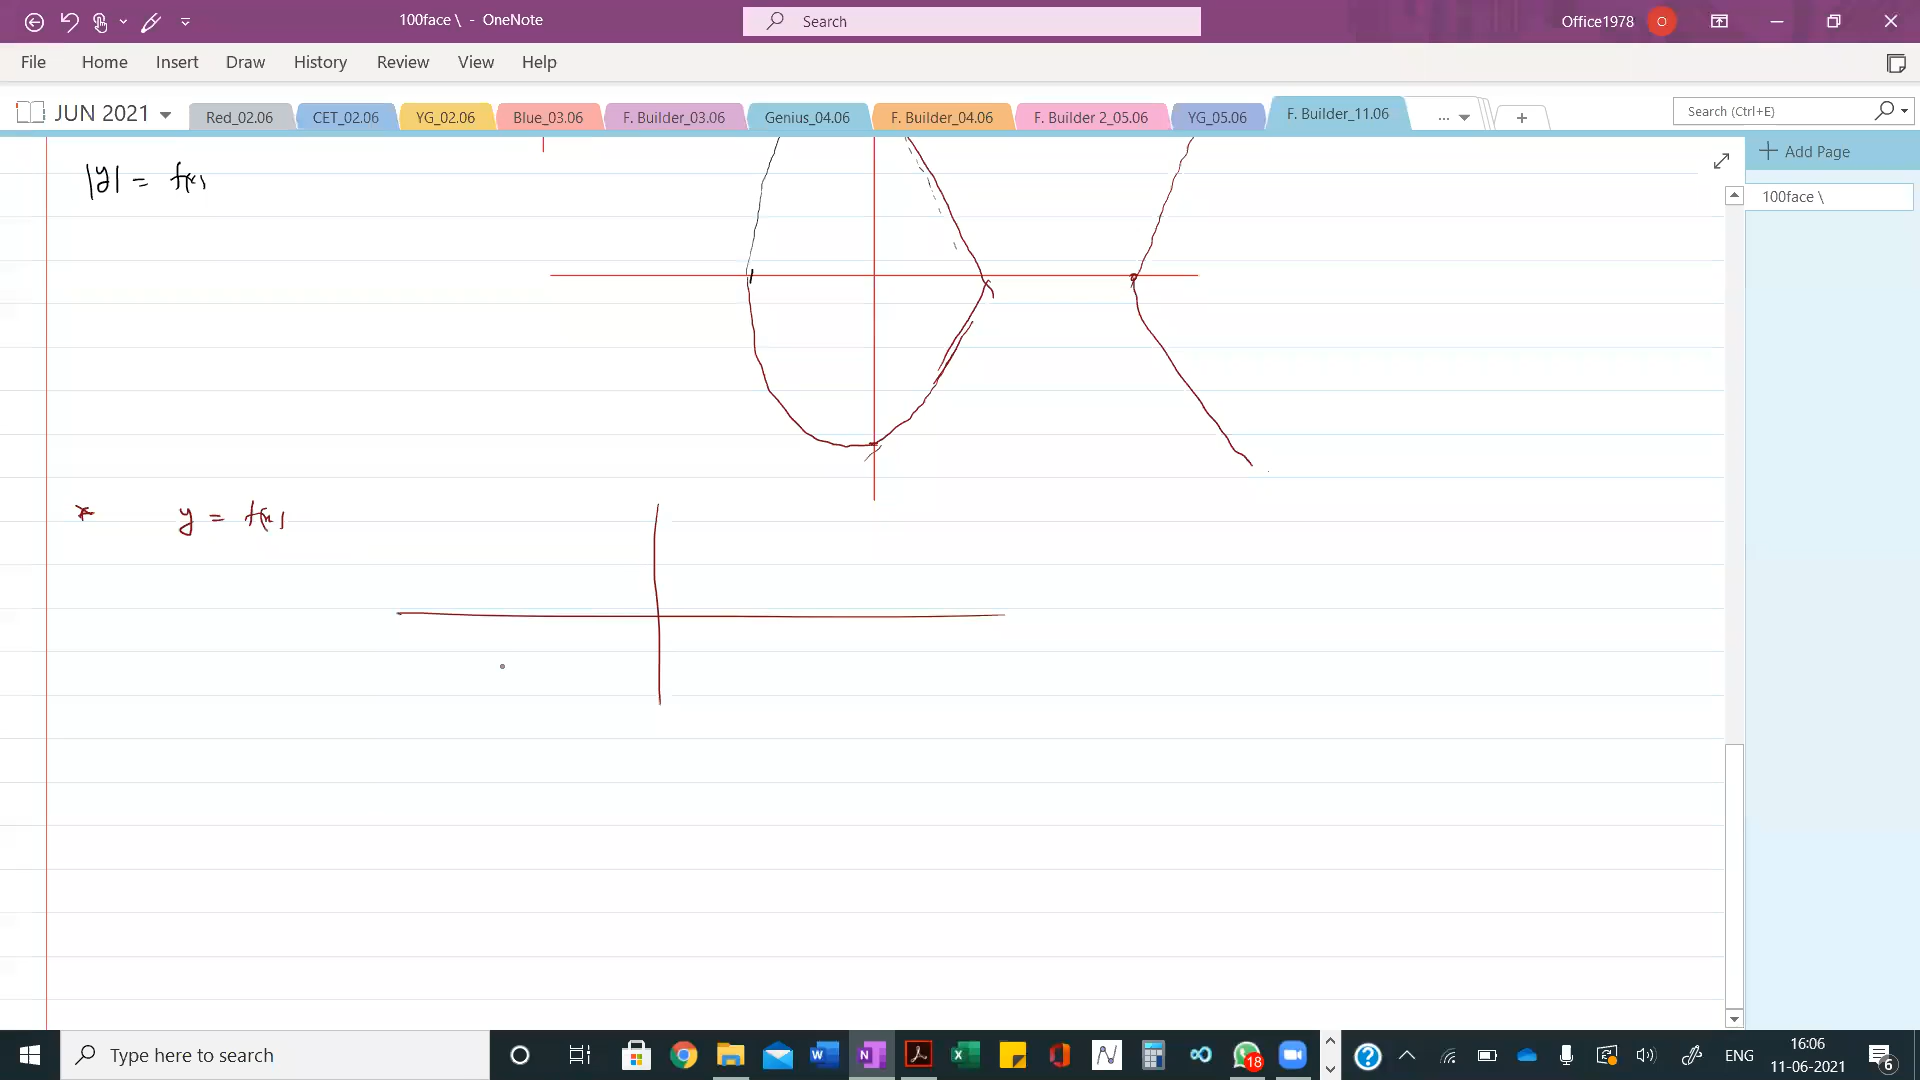 100face \ - OneNote
Search
Office1978
O
File Home Insert Draw History Review View Help
JUN 2021
Red_02.06
CET_02.06
YG_02.06
Blue_03.06
F. Builder_03.06
Genius_04.06
F. Builder_04.06
F. Builder 2_05.06
YG_05.06
F. Builder_11.06
...
+
Search (Ctrl+E)
+ Add Page
100face \
|y| = f(x)
* y = f(x)
Type here to search
18
ENG
16:06
11-06-2021
6